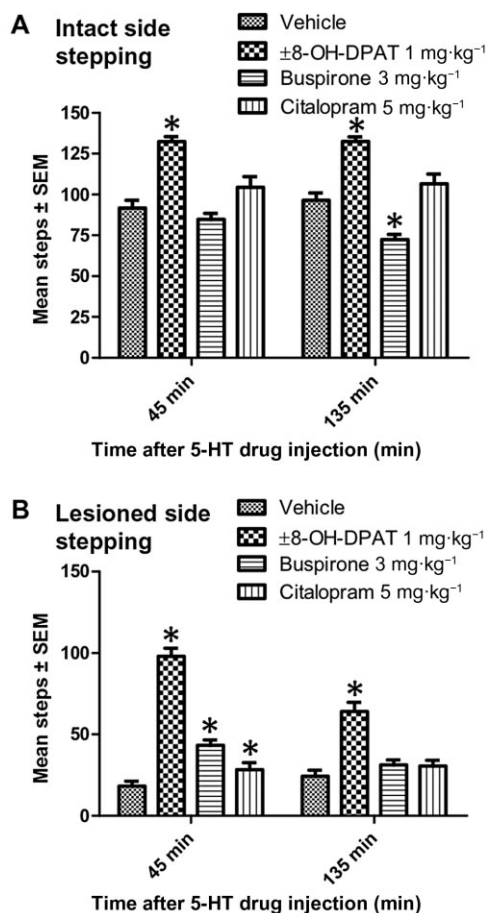 A Intact side
stepping
Vehicle
±8-OH-DPAT 1 mg·kg⁻¹
Buspirone 3 mg·kg⁻¹
Citalopram 5 mg·kg⁻¹
Mean steps ± SEM
150
125
100
75
50
25
0
*
*
*
45 min
135 min
Time after 5-HT drug injection (min)
B Lesioned side
stepping
Vehicle
±8-OH-DPAT 1 mg·kg⁻¹
Buspirone 3 mg·kg⁻¹
Citalopram 5 mg·kg⁻¹
Mean steps ± SEM
150
100
50
0
*
*
*
*
45 min
135 min
Time after 5-HT drug injection (min)